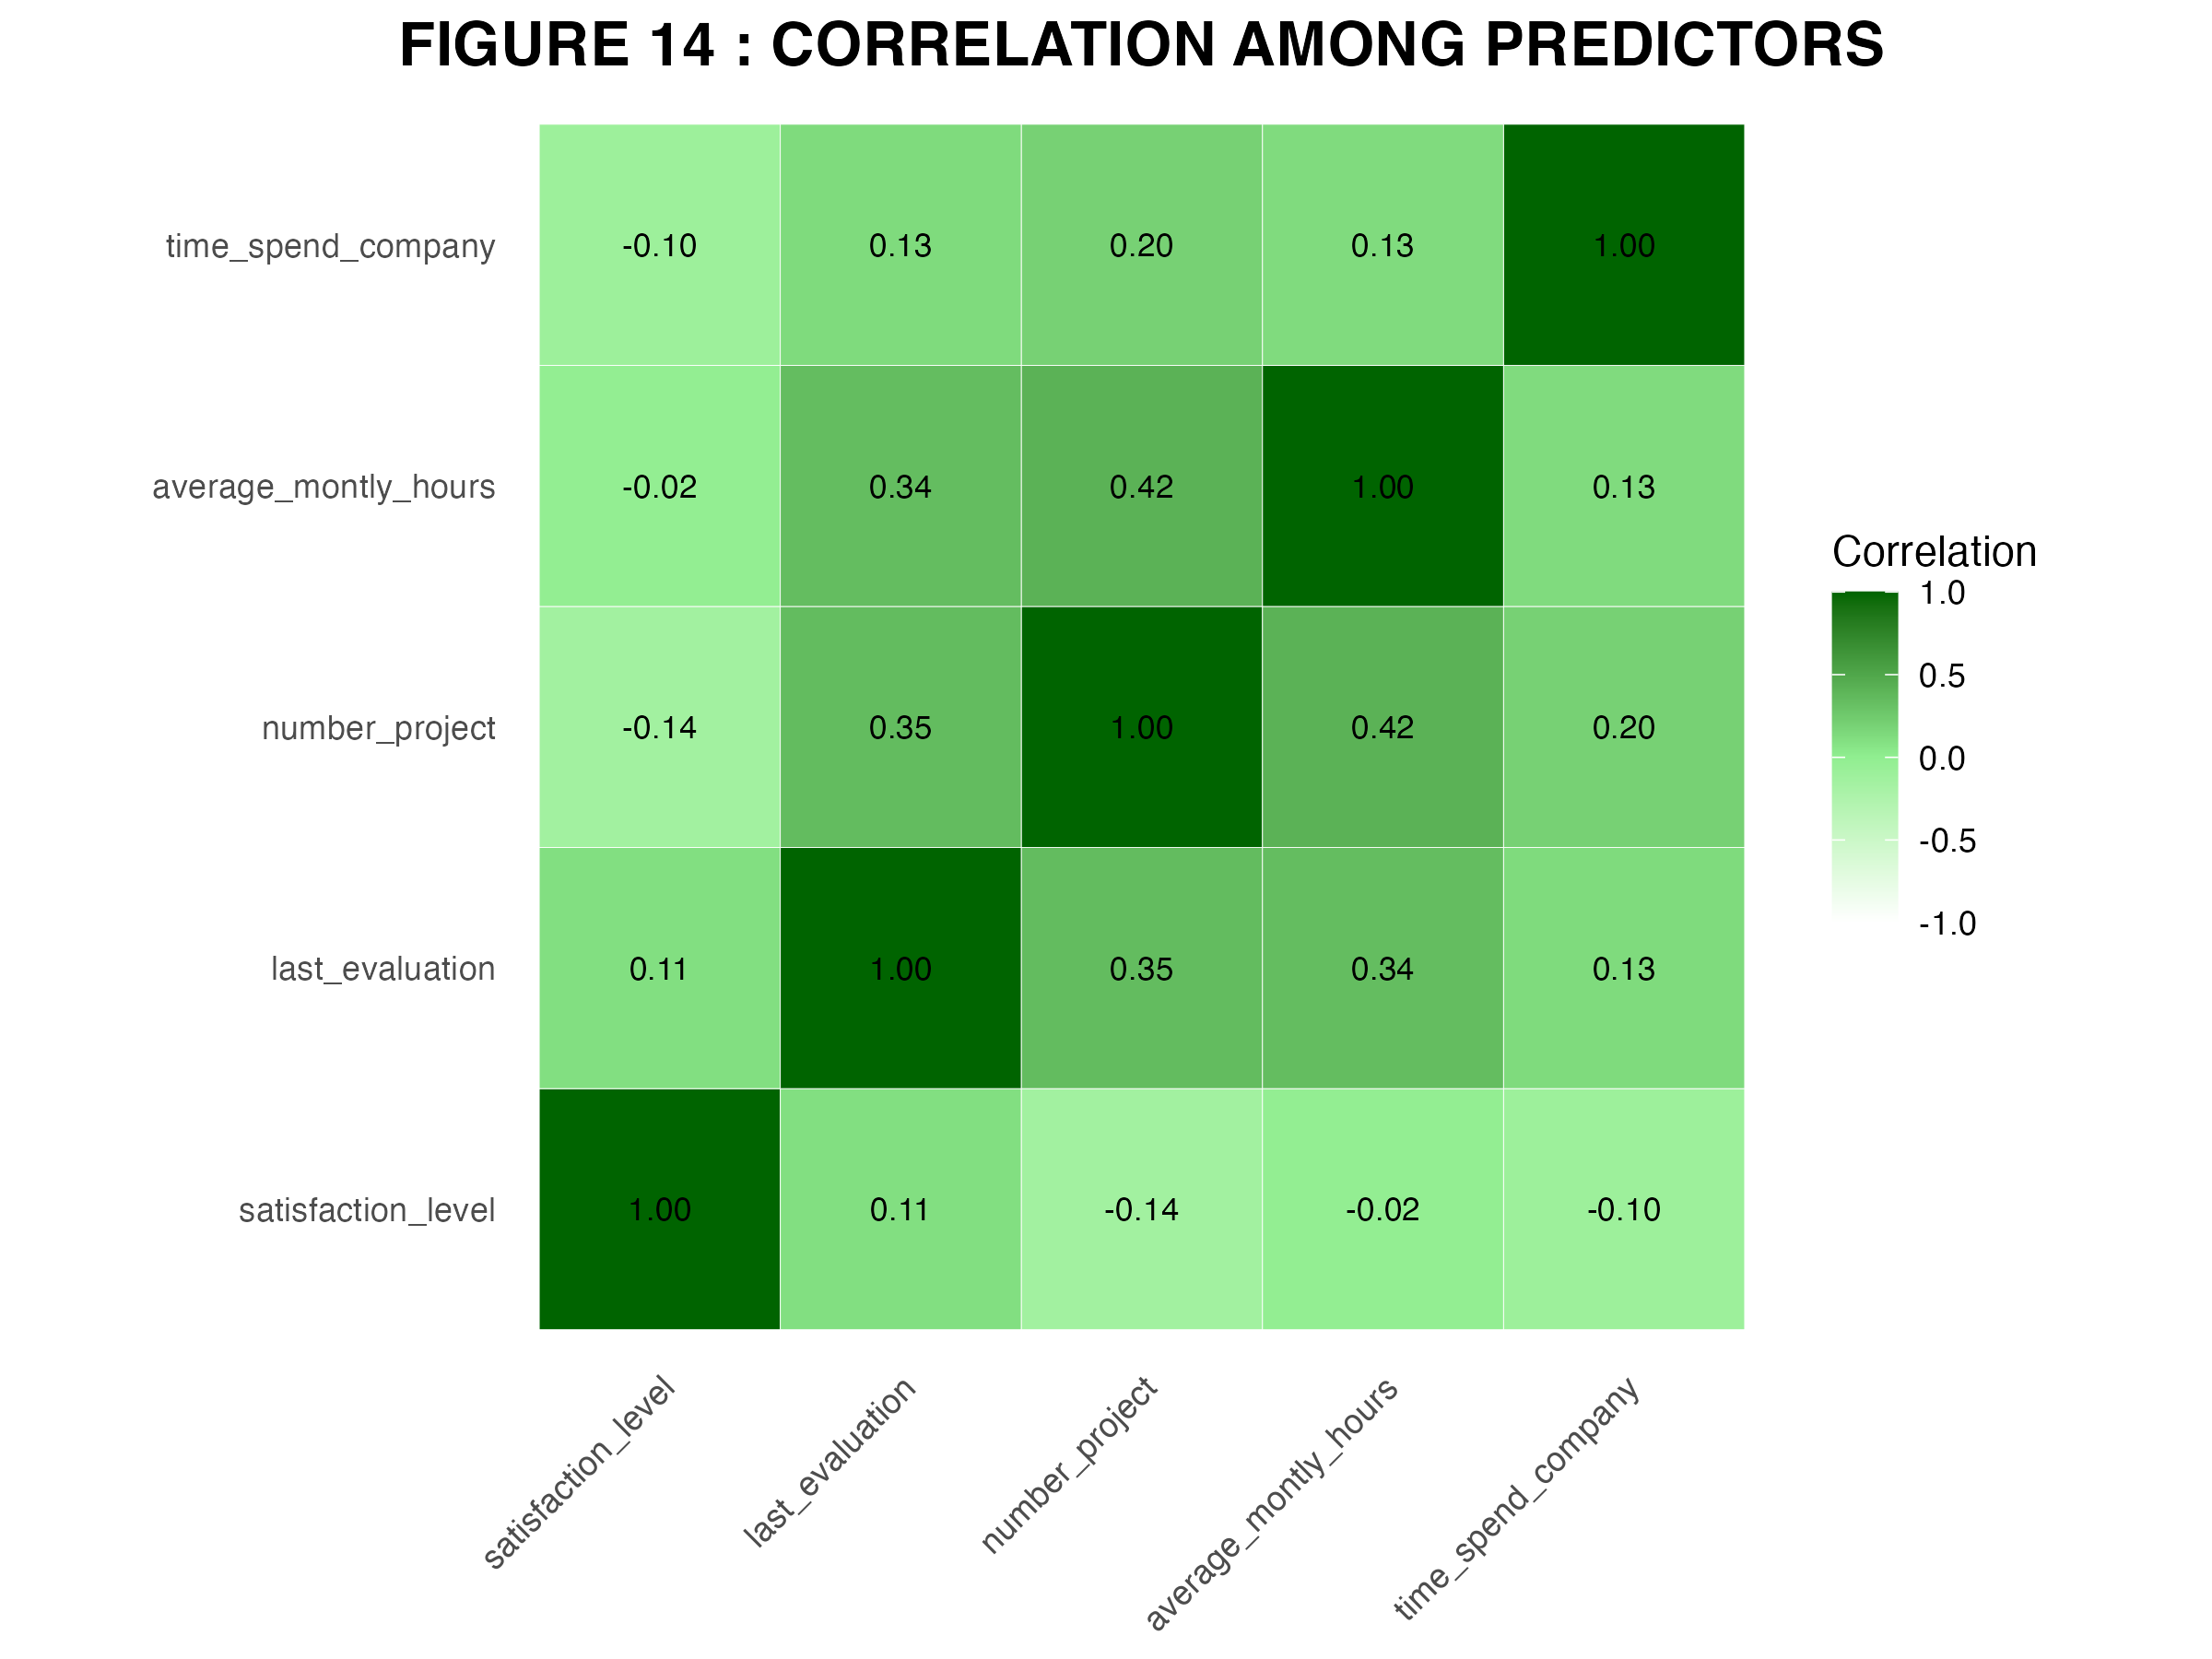 FIGURE 14 : CORRELATION AMONG PREDICTORS
time_spend_company -0.10 0.13 0.20 0.13 1.00
average_montly_hours -0.02 0.34 0.42 1.00 0.13
number_project -0.14 0.35 1.00 0.42 0.20
last_evaluation 0.11 1.00 0.35 0.34 0.13
satisfaction_level 1.00 0.11 -0.14 -0.02 -0.10
satisfaction_level
last_evaluation
number_project
average_montly_hours
time_spend_company
Correlation
1.0
0.5
0.0
-0.5
-1.0